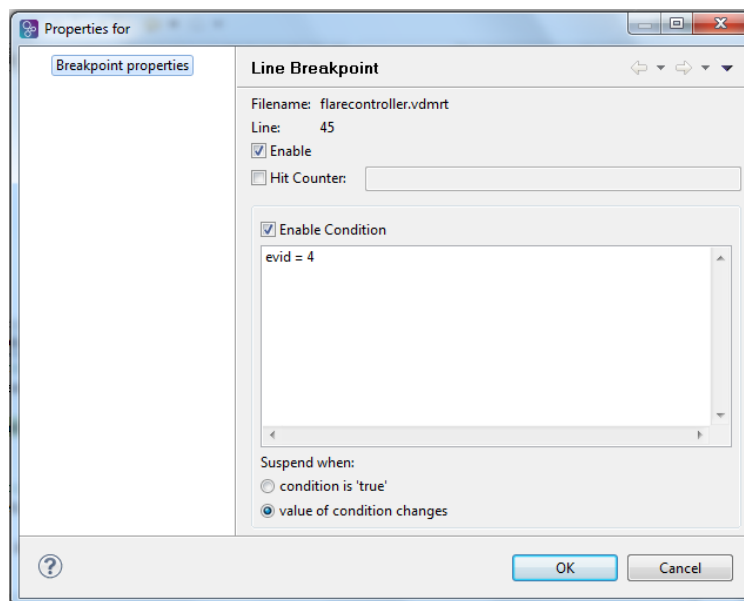 Properties for
Breakpoint properties
Line Breakpoint
Filename: flarecontroller.vdmrt
Line: 45
Enable
Hit Counter:
Enable Condition
evid = 4
Suspend when:
condition is 'true'
value of condition changes
OK
Cancel